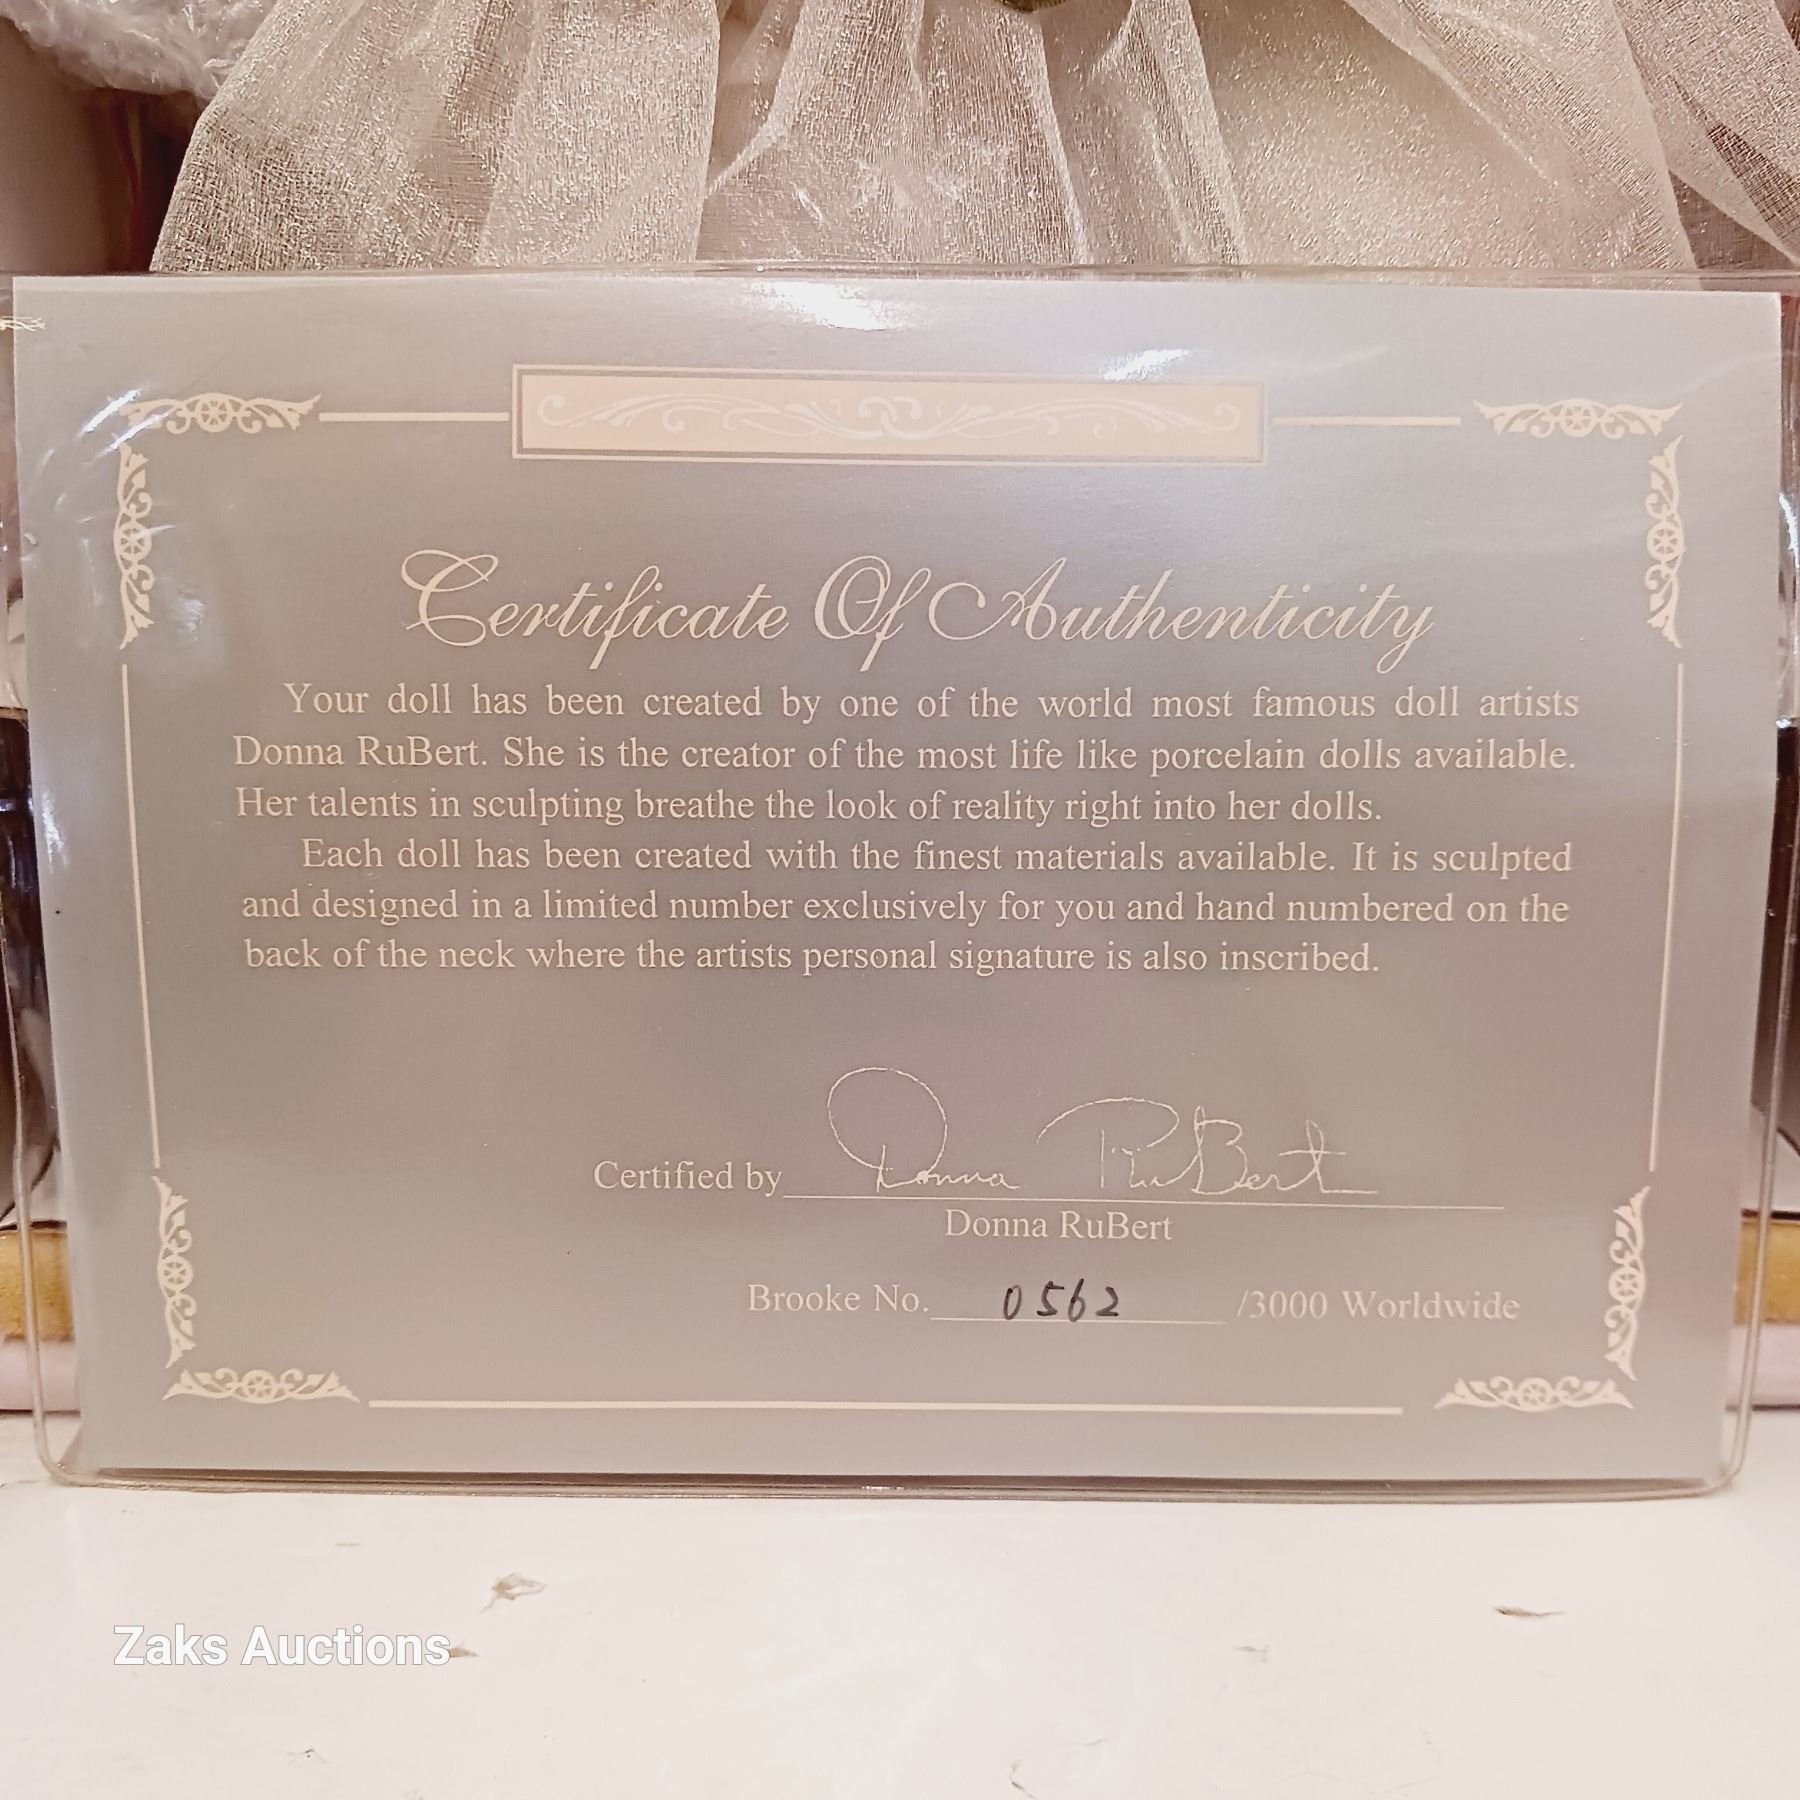 Certificate Of Authenticity
Your doll has been created by one of the world most famous doll artists
Donna RuBert. She is the creator of the most life like porcelain dolls available.
Her talents in sculpting breathe the look of reality right into her dolls.
Each doll has been created with the finest materials available. It is sculpted
and designed in a limited number exclusively for you and hand numbered on the
back of the neck where the artists personal signature is also inscribed.
Certified by Donna RuBert
Donna RuBert
Brooke No. 0562 /3000 Worldwide
Zaks Auctions